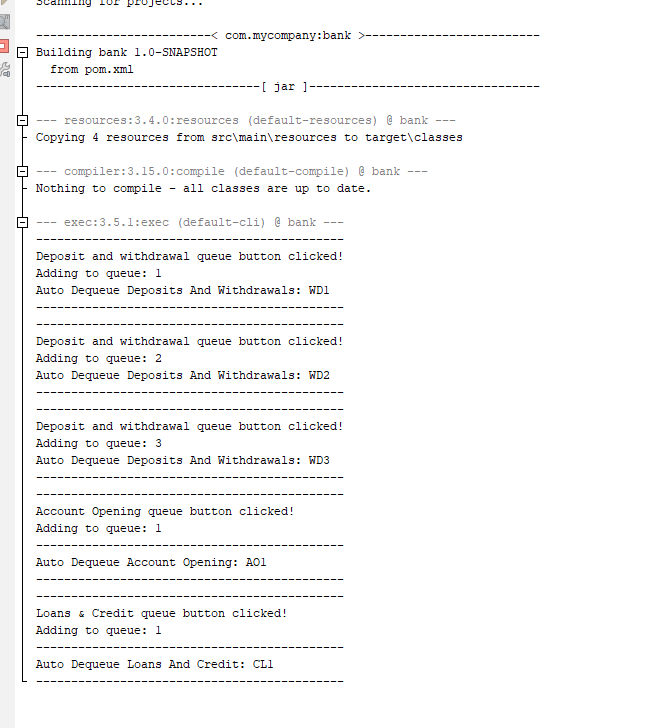 Scanning for projects...
-------------------------< com.mycompany:bank >-------------------------
Building bank 1.0-SNAPSHOT
  from pom.xml
--------------------------------[ jar ]---------------------------------
--- resources:3.4.0:resources (default-resources) @ bank ---
Copying 4 resources from src\main\resources to target\classes
--- compiler:3.15.0:compile (default-compile) @ bank ---
Nothing to compile - all classes are up to date.
--- exec:3.5.1:exec (default-cli) @ bank ---
--------------------------------------------
Deposit and withdrawal queue button clicked!
Adding to queue: 1
Auto Dequeue Deposits And Withdrawals: WD1
--------------------------------------------
--------------------------------------------
Deposit and withdrawal queue button clicked!
Adding to queue: 2
Auto Dequeue Deposits And Withdrawals: WD2
--------------------------------------------
--------------------------------------------
Deposit and withdrawal queue button clicked!
Adding to queue: 3
Auto Dequeue Deposits And Withdrawals: WD3
--------------------------------------------
--------------------------------------------
Account Opening queue button clicked!
Adding to queue: 1
--------------------------------------------
Auto Dequeue Account Opening: AO1
--------------------------------------------
--------------------------------------------
Loans & Credit queue button clicked!
Adding to queue: 1
--------------------------------------------
Auto Dequeue Loans And Credit: CL1
--------------------------------------------